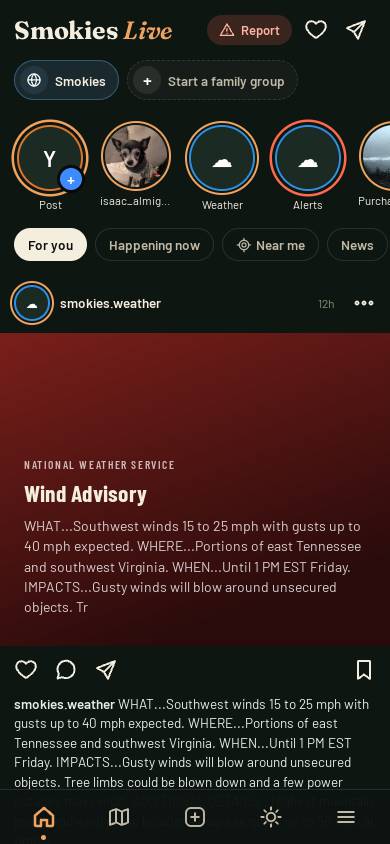 Smokies Live
Report
Smokies
+ Start a family group
Y
+
Post
isaac_almig...
Weather
Alerts
Purcha
For you
Happening now
Near me
News
smokies.weather
12h
NATIONAL WEATHER SERVICE
Wind Advisory
WHAT...Southwest winds 15 to 25 mph with gusts up to
40 mph expected. WHERE...Portions of east Tennessee
and southwest Virginia. WHEN...Until 1 PM EST Friday.
IMPACTS...Gusty winds will blow around unsecured
objects. Tr
smokies.weather WHAT...Southwest winds 15 to 25 mph with
gusts up to 40 mph expected. WHERE...Portions of east
Tennessee and southwest Virginia. WHEN...Until 1 PM EST
Friday. IMPACTS...Gusty winds will blow around unsecured
objects. Tree limbs could be blown down and a few power